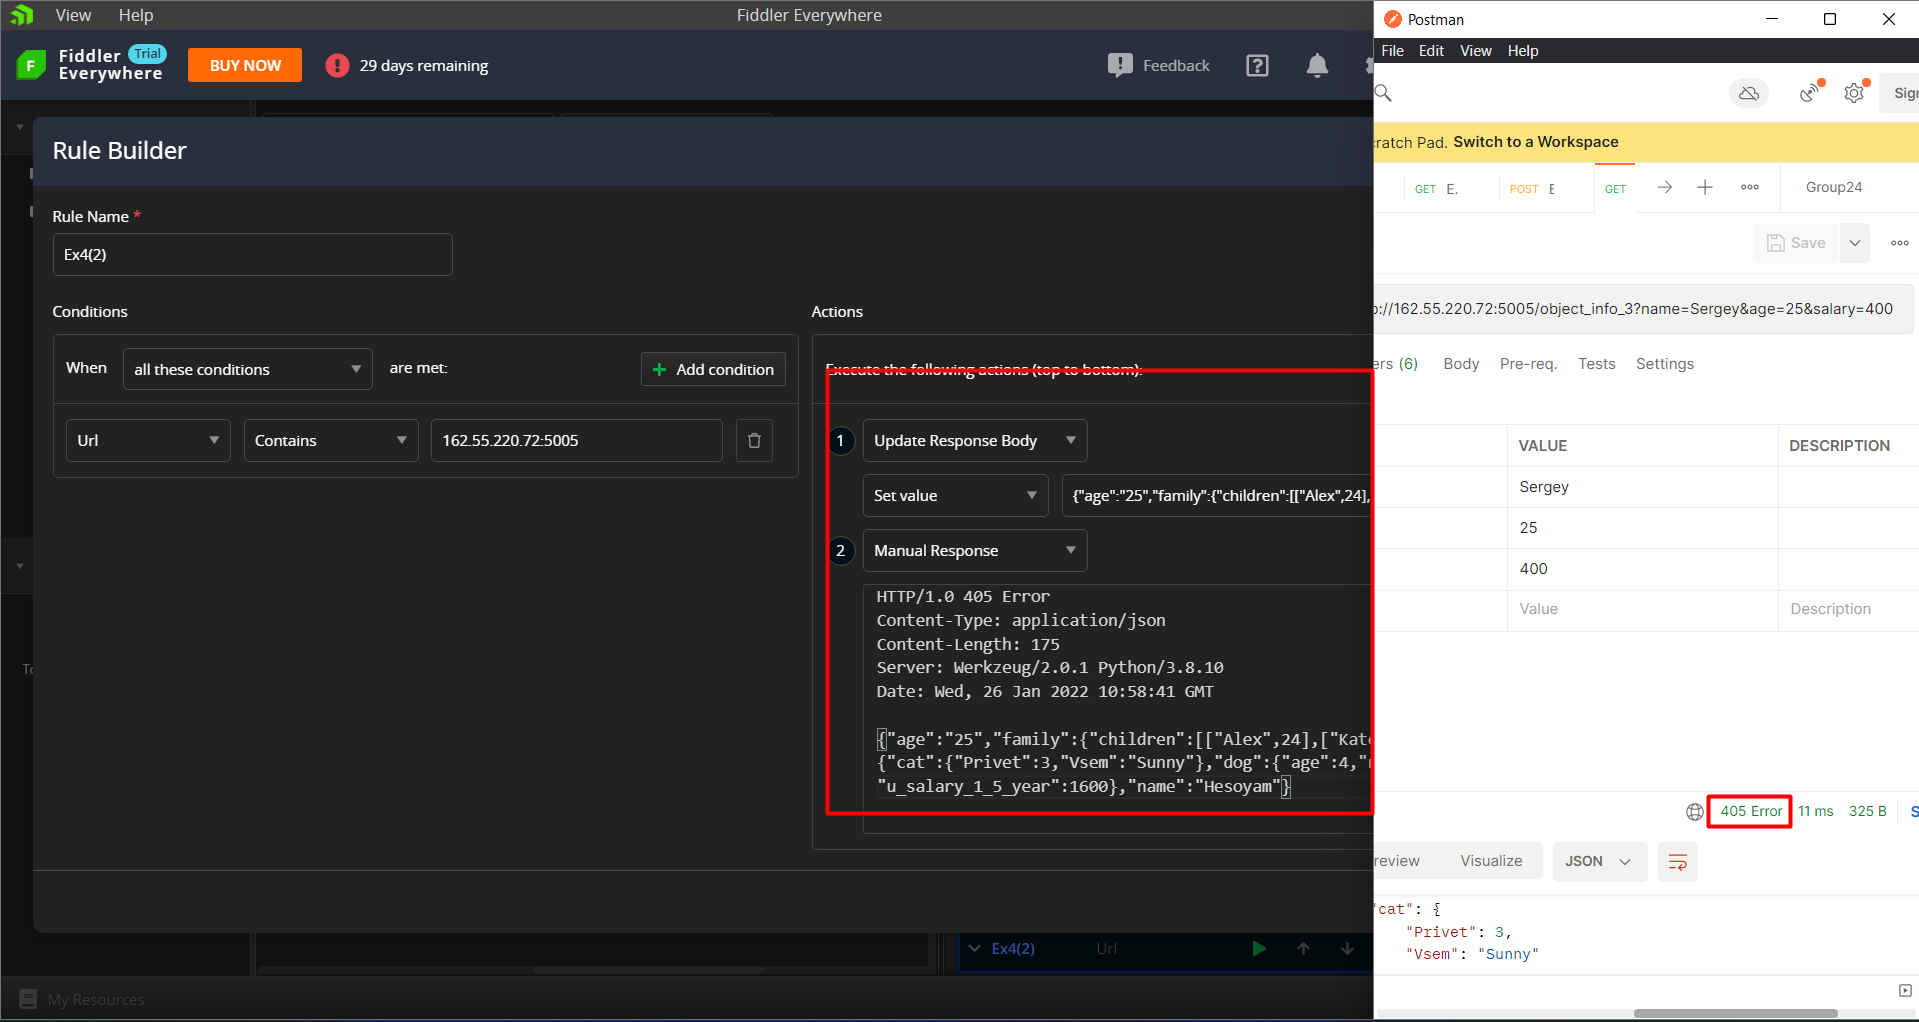 View Help
Fiddler Everywhere
Fiddler Everywhere
Trial
BUY NOW
29 days remaining
Feedback
Rule Builder
Rule Name *
Ex4(2)
Conditions
When all these conditions are met:
Add condition
Url Contains 162.55.220.72:5005
Actions
Execute the following actions (top to bottom):
1 Update Response Body
Set value {"age":"25","family":{"children":[["Alex",24],
2 Manual Response
HTTP/1.0 405 Error
Content-Type: application/json
Content-Length: 175
Server: Werkzeug/2.0.1 Python/3.8.10
Date: Wed, 26 Jan 2022 10:58:41 GMT
{"age":"25","family":{"children":[["Alex",24],["Kate
{"cat":{"Privet":3,"Vsem":"Sunny"},"dog":{"age":4,"
"u_salary_1_5_year":1600},"name":"Hesoyam"}
Ex4(2) Url
My Resources
Postman
File Edit View Help
Sign
ratch Pad. Switch to a Workspace
GET E. POST E GET Group24
Save
://162.55.220.72:5005/object_info_3?name=Sergey&age=25&salary=400
ers (6) Body Pre-req. Tests Settings
VALUE DESCRIPTION
Sergey
25
400
Value Description
405 Error 11 ms 325 B S
review Visualize JSON
"cat": {
"Privet": 3,
"Vsem": "Sunny"